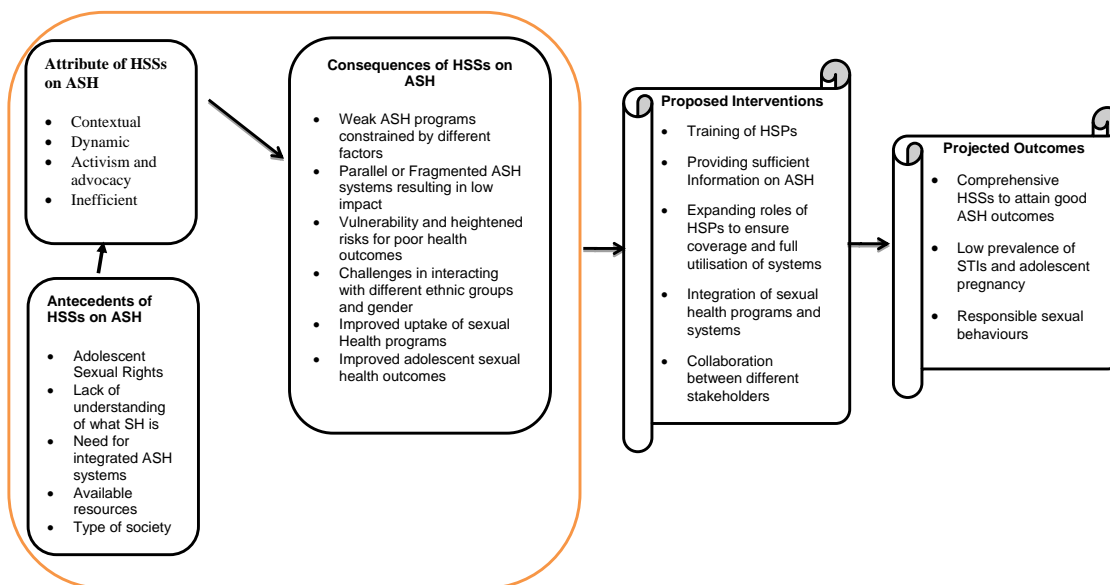 Attribute of HSSs
on ASH
• Contextual
• Dynamic
• Activism and
advocacy
• Inefficient
Antecedents of
HSSs on ASH
• Adolescent
Sexual Rights
• Lack of
understanding
of what SH is
• Need for
integrated ASH
systems
• Available
resources
• Type of society
Consequences of HSSs on
ASH
• Weak ASH programs
constrained by different
factors
• Parallel or Fragmented ASH
systems resulting in low
impact
• Vulnerability and heightened
risks for poor health
outcomes
• Challenges in interacting
with different ethnic groups
and gender
• Improved uptake of sexual
Health programs
• Improved adolescent sexual
health outcomes
Proposed Interventions
• Training of HSPs
• Providing sufficient
Information on ASH
• Expanding roles of
HSPs to ensure
coverage and full
utilisation of systems
• Integration of sexual
health programs and
systems
• Collaboration
between different
stakeholders
Projected Outcomes
• Comprehensive
HSSs to attain good
ASH outcomes
• Low prevalence of
STIs and adolescent
pregnancy
• Responsible sexual
behaviours